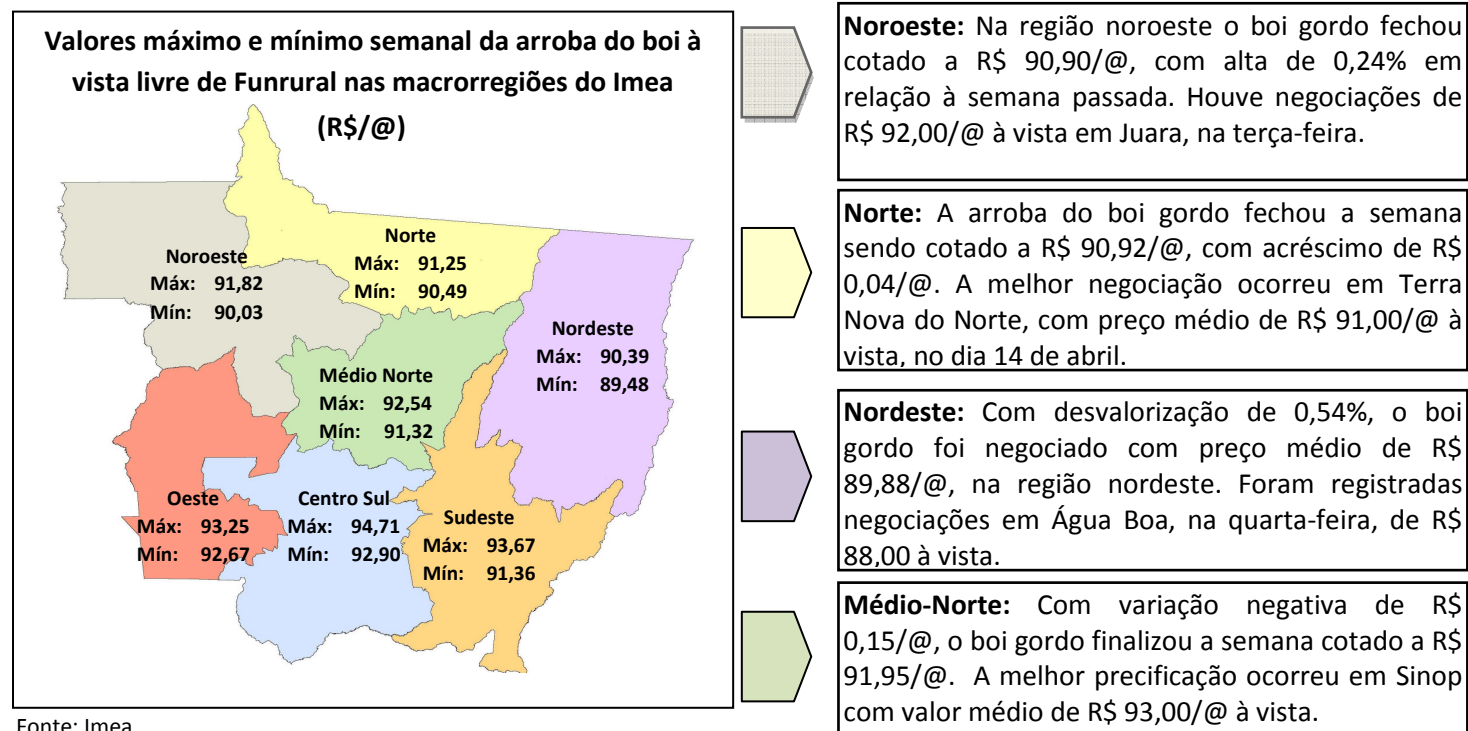 Valores máximo e mínimo semanal da arroba do boi à
vista livre de Funrural nas macrorregiões do Imea
(R$/@)
Noroeste
Máx: 91,82
Mín: 90,03
Norte
Máx: 91,25
Mín: 90,49
Nordeste
Máx: 90,39
Mín: 89,48
Médio Norte
Máx: 92,54
Mín: 91,32
Oeste
Máx: 93,25
Mín: 92,67
Centro Sul
Máx: 94,71
Mín: 92,90
Sudeste
Máx: 93,67
Mín: 91,36
Fonte: Imea
Noroeste: Na região noroeste o boi gordo fechou
cotado a R$ 90,90/@, com alta de 0,24% em
relação à semana passada. Houve negociações de
R$ 92,00/@ à vista em Juara, na terça-feira.
Norte: A arroba do boi gordo fechou a semana
sendo cotado a R$ 90,92/@, com acréscimo de R$
0,04/@. A melhor negociação ocorreu em Terra
Nova do Norte, com preço médio de R$ 91,00/@ à
vista, no dia 14 de abril.
Nordeste: Com desvalorização de 0,54%, o boi
gordo foi negociado com preço médio de R$
89,88/@, na região nordeste. Foram registradas
negociações em Água Boa, na quarta-feira, de R$
88,00 à vista.
Médio-Norte: Com variação negativa de R$
0,15/@, o boi gordo finalizou a semana cotado a R$
91,95/@. A melhor precificação ocorreu em Sinop
com valor médio de R$ 93,00/@ à vista.